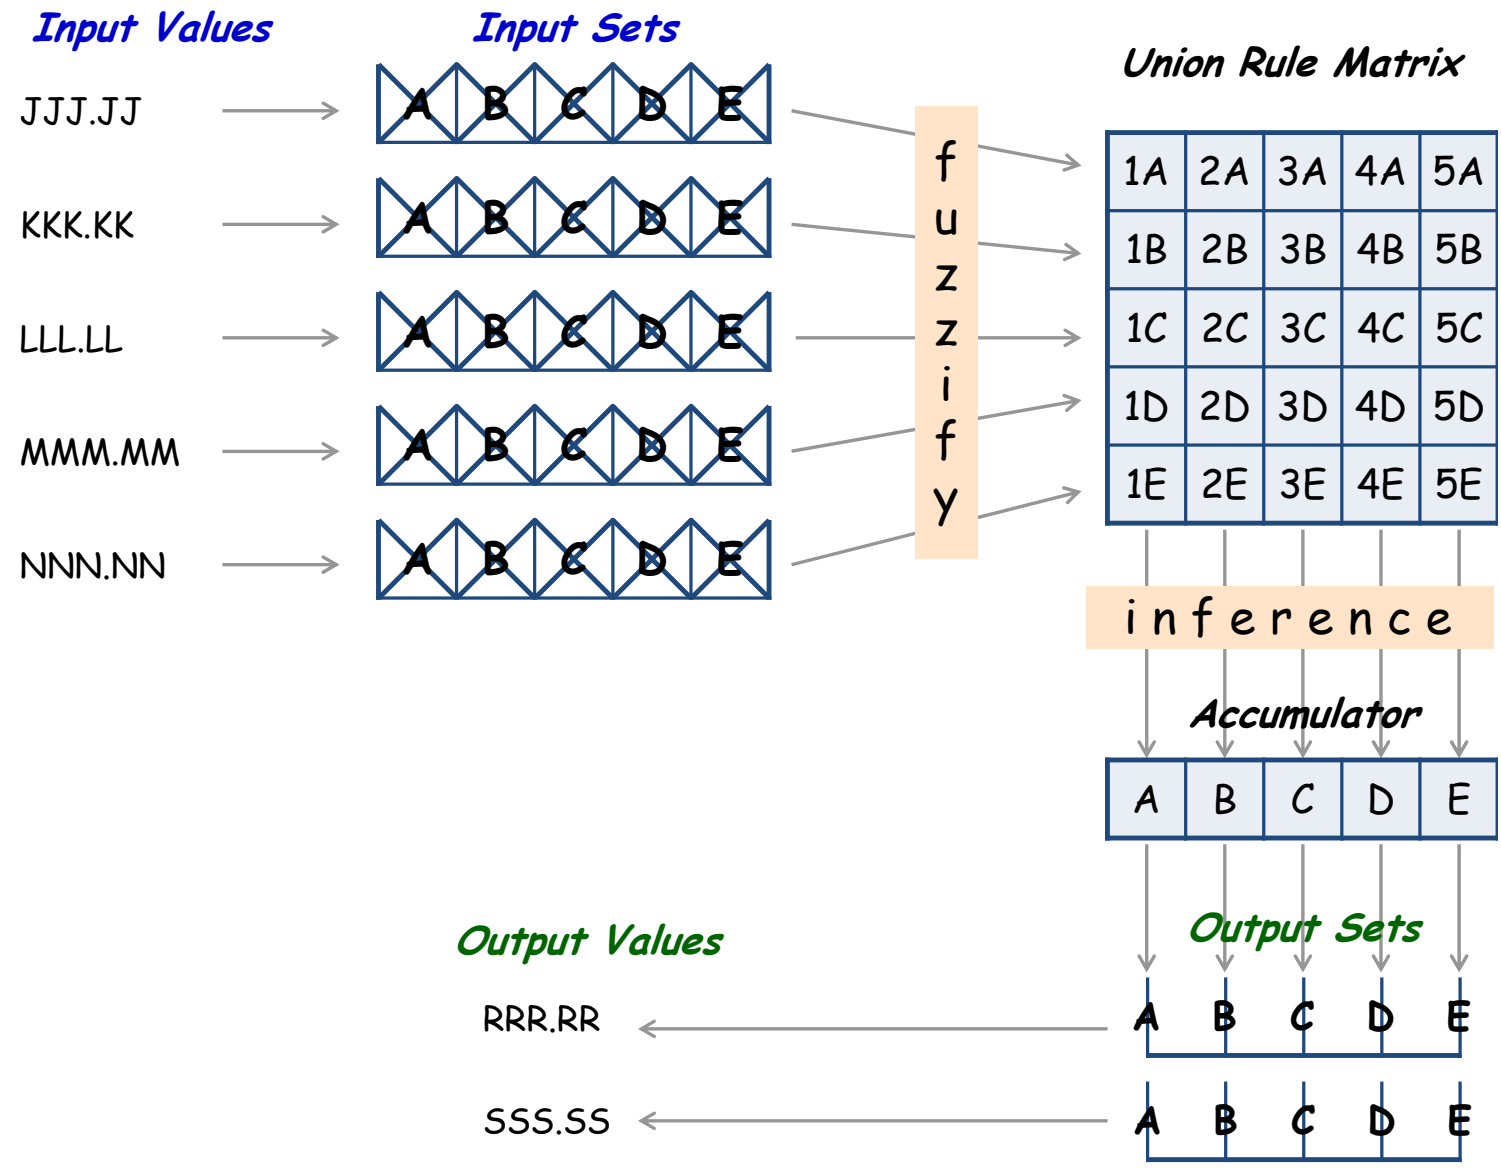 Input Values
Input Sets
Union Rule Matrix
JJJ.JJ
A B C D E
KKK.KK
A B C D E
LLL.LL
A B C D E
MMM.MM
A B C D E
NNN.NN
A B C D E
fuzzify
1A 2A 3A 4A 5A
1B 2B 3B 4B 5B
1C 2C 3C 4C 5C
1D 2D 3D 4D 5D
1E 2E 3E 4E 5E
inference
Accumulator
A B C D E
Output Values
Output Sets
RRR.RR
A B C D E
SSS.SS
A B C D E